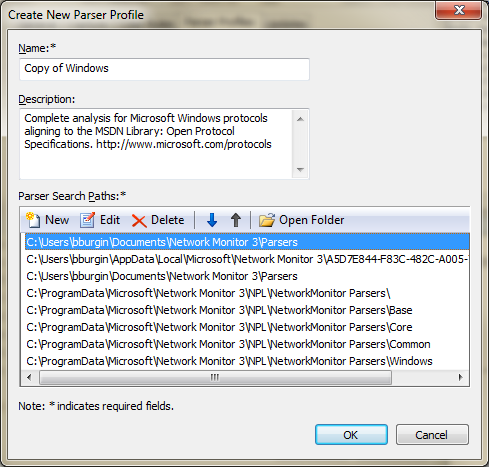 Create New Parser Profile
Name:*
Copy of Windows
Description:
Complete analysis for Microsoft Windows protocols
aligning to the MSDN Library: Open Protocol
Specifications. http://www.microsoft.com/protocols
Parser Search Paths:*
New Edit Delete Open Folder
C:\Users\bburgin\Documents\Network Monitor 3\Parsers
C:\Users\bburgin\AppData\Local\Microsoft\Network Monitor 3\A5D7E844-F83C-482C-A005-
C:\Users\bburgin\Documents\Network Monitor 3\Parsers
C:\ProgramData\Microsoft\Network Monitor 3\NPL\NetworkMonitor Parsers\
C:\ProgramData\Microsoft\Network Monitor 3\NPL\NetworkMonitor Parsers\Base
C:\ProgramData\Microsoft\Network Monitor 3\NPL\NetworkMonitor Parsers\Core
C:\ProgramData\Microsoft\Network Monitor 3\NPL\NetworkMonitor Parsers\Common
C:\ProgramData\Microsoft\Network Monitor 3\NPL\NetworkMonitor Parsers\Windows
Note: * indicates required fields.
OK Cancel